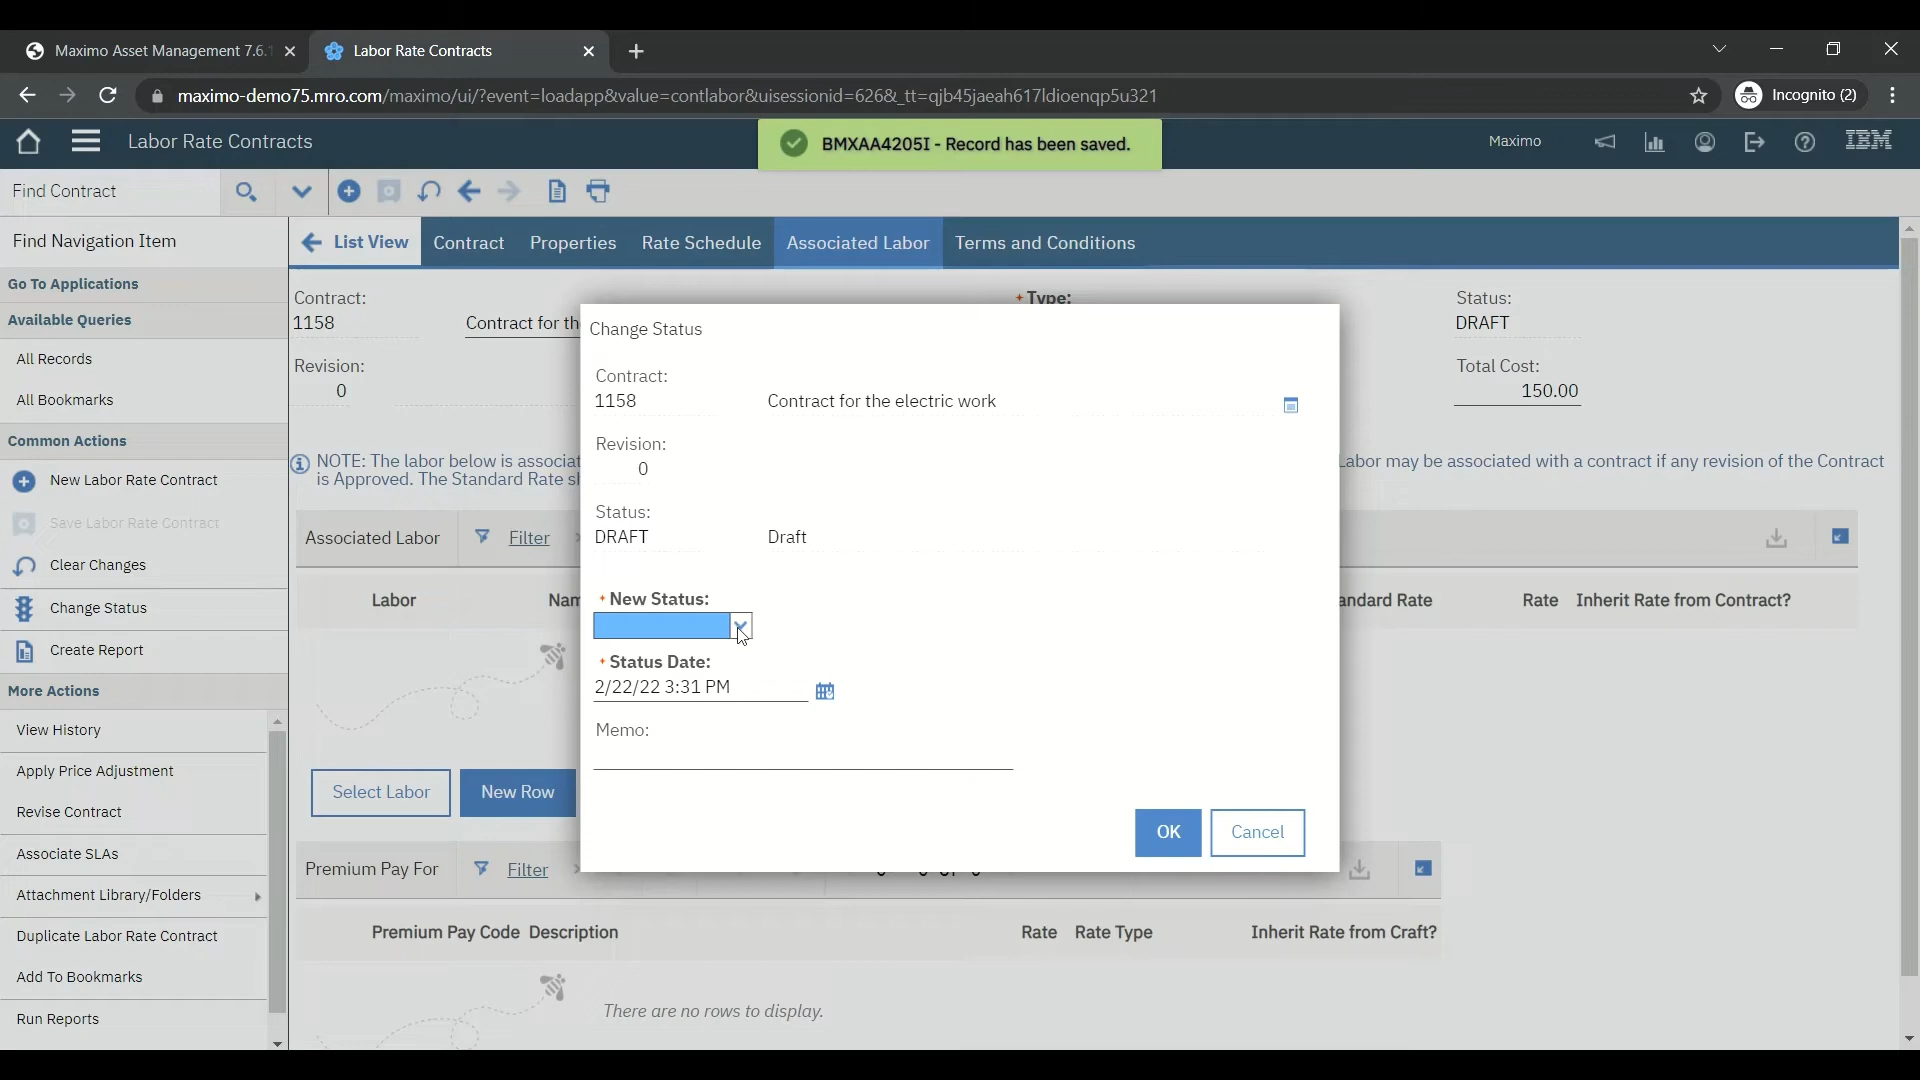 Maximo Asset Management 7.6.1
Labor Rate Contracts
maximo-demo75.mro.com/maximo/ui/?event=loadapp&value=contlabor&uisessionid=626&_tt=qjb45jaeah617ldioenqp5u321
Incognito (2)
Labor Rate Contracts
BMXAA4205I - Record has been saved.
Maximo
IBM
Find Contract
Find Navigation Item
List View
Contract
Properties
Rate Schedule
Associated Labor
Terms and Conditions
Go To Applications
Available Queries
All Records
All Bookmarks
Common Actions
New Labor Rate Contract
Save Labor Rate Contract
Clear Changes
Change Status
Create Report
More Actions
View History
Apply Price Adjustment
Revise Contract
Associate SLAs
Attachment Library/Folders
Duplicate Labor Rate Contract
Add To Bookmarks
Run Reports
Contract:
1158
Contract for th
Type:
Status:
DRAFT
Revision:
0
Total Cost:
150.00
NOTE: The labor below is associat
Labor may be associated with a contract if any revision of the Contract
is Approved. The Standard Rate s
Associated Labor
Filter
Labor
Nam
andard Rate
Rate
Inherit Rate from Contract?
Select Labor
New Row
Premium Pay For
Filter
Premium Pay Code
Description
Rate
Rate Type
Inherit Rate from Craft?
There are no rows to display.
Change Status
Contract:
1158
Contract for the electric work
Revision:
0
Status:
DRAFT
Draft
New Status:
Status Date:
2/22/22 3:31 PM
Memo:
OK
Cancel